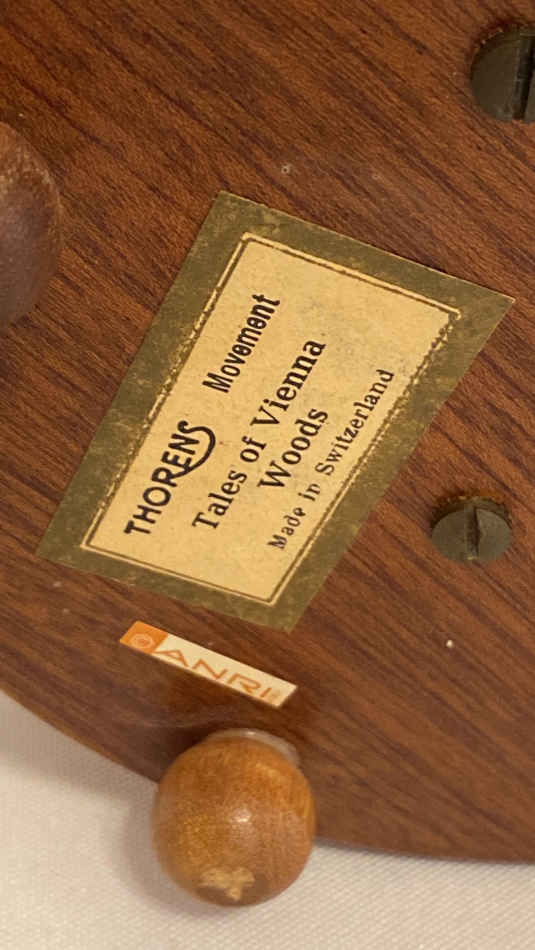 THORENS Movement
Tales of Vienna
Woods
Made in Switzerland
ANRI